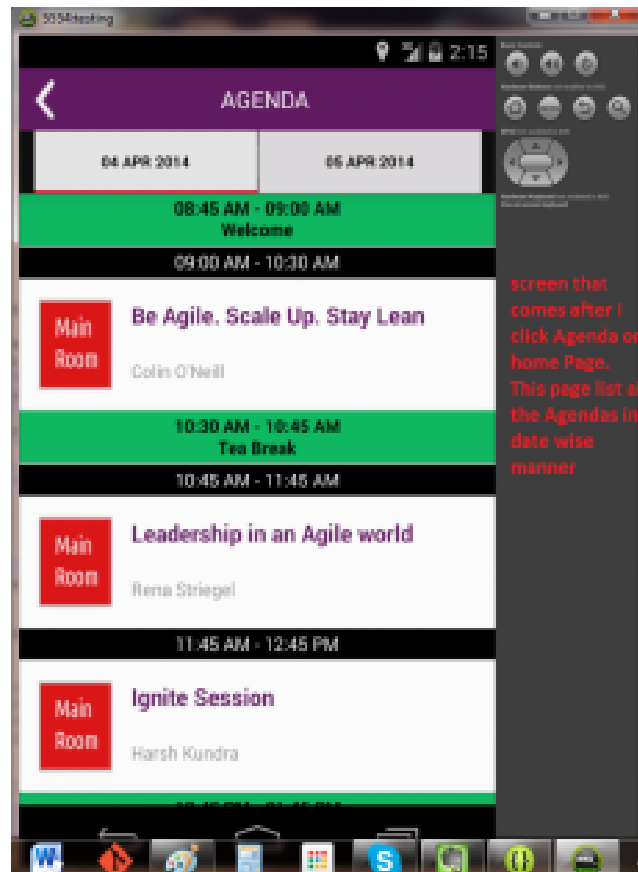 5554:testing
2:15
AGENDA
04 APR 2014
05 APR 2014
08:45 AM - 09:00 AM
Welcome
09:00 AM - 10:30 AM
Main
Room
Be Agile. Scale Up. Stay Lean
Colin O'Neill
10:30 AM - 10:45 AM
Tea Break
10:45 AM - 11:45 AM
Main
Room
Leadership in an Agile world
Rena Striegel
11:45 AM - 12:45 PM
Main
Room
Ignite Session
Harsh Kundra
screen that
comes after I
click Agenda on
home Page.
This page list a
the Agendas in
date wise
manner